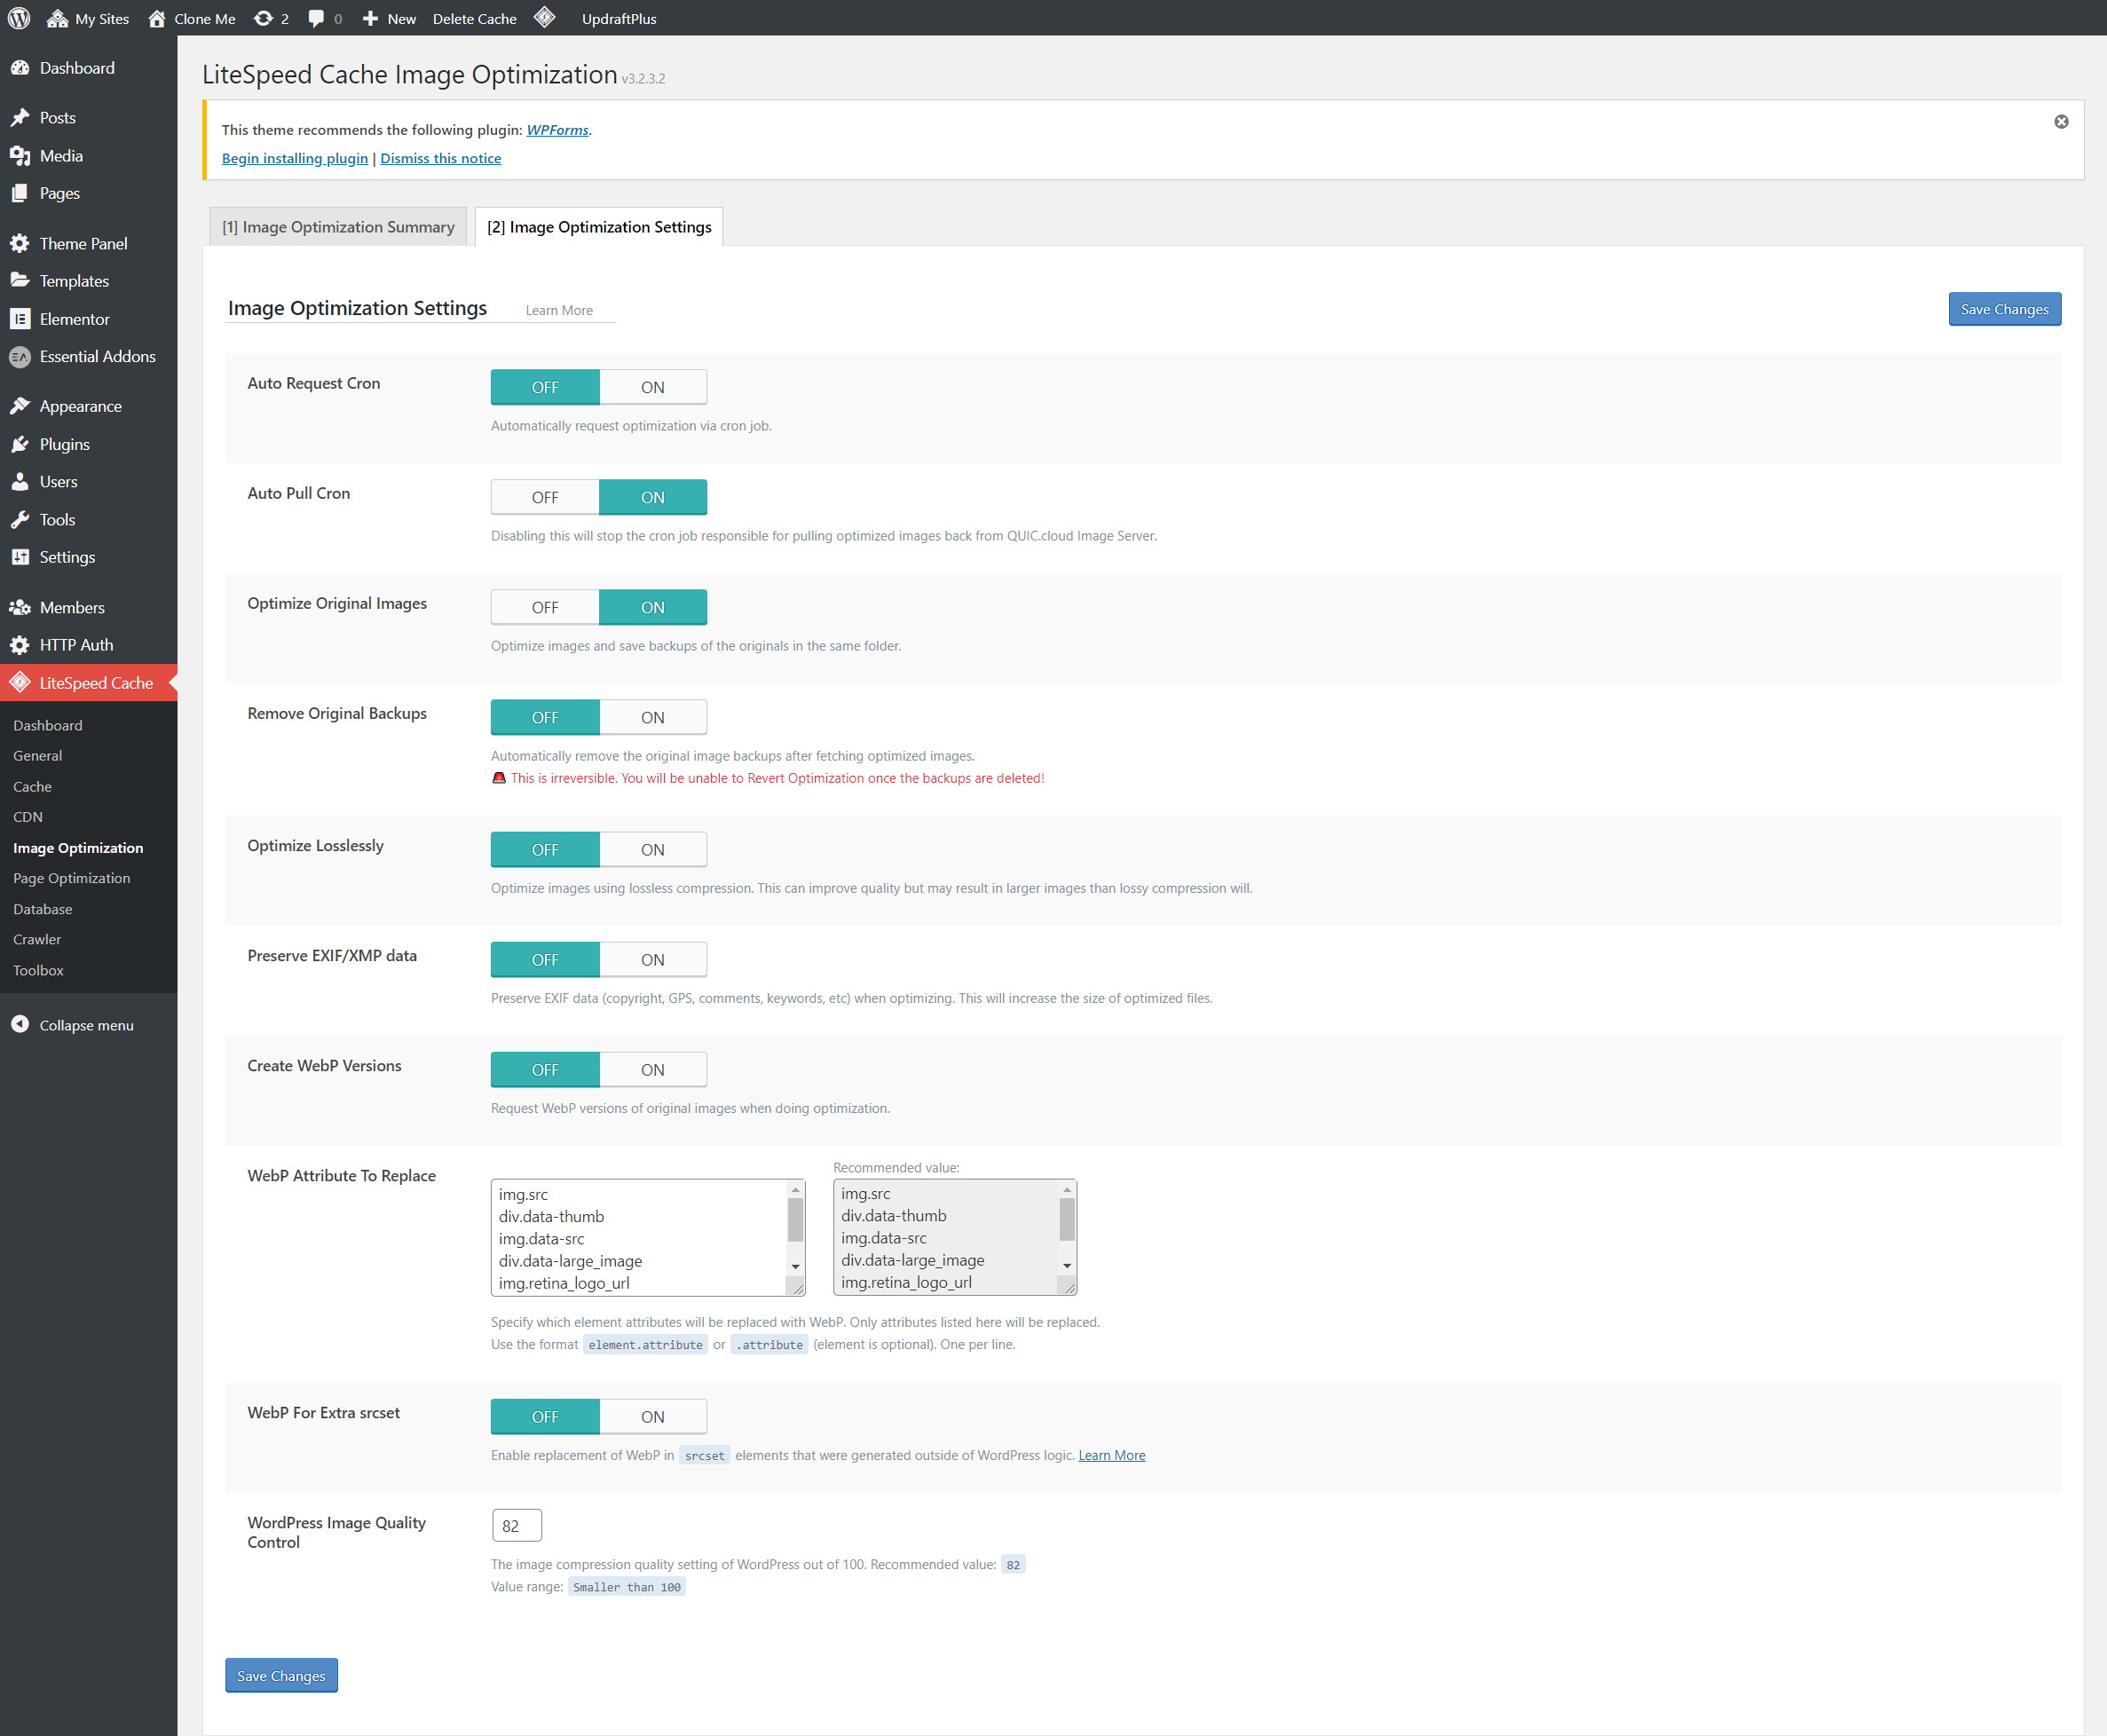 My Sites Clone Me 2 0 New Delete Cache UpdraftPlus
Dashboard
Posts
Media
Pages
Theme Panel
Templates
Elementor
Essential Addons
Appearance
Plugins
Users
Tools
Settings
Members
HTTP Auth
LiteSpeed Cache
Dashboard
General
Cache
CDN
Image Optimization
Page Optimization
Database
Crawler
Toolbox
Collapse menu
LiteSpeed Cache Image Optimization v3.2.3.2
This theme recommends the following plugin: WPForms.
Begin installing plugin | Dismiss this notice
[1] Image Optimization Summary [2] Image Optimization Settings
Image Optimization Settings Learn More Save Changes
Auto Request Cron OFF ON
Automatically request optimization via cron job.
Auto Pull Cron OFF ON
Disabling this will stop the cron job responsible for pulling optimized images back from QUIC.cloud Image Server.
Optimize Original Images OFF ON
Optimize images and save backups of the originals in the same folder.
Remove Original Backups OFF ON
Automatically remove the original image backups after fetching optimized images.
This is irreversible. You will be unable to Revert Optimization once the backups are deleted!
Optimize Losslessly OFF ON
Optimize images using lossless compression. This can improve quality but may result in larger images than lossy compression will.
Preserve EXIF/XMP data OFF ON
Preserve EXIF data (copyright, GPS, comments, keywords, etc) when optimizing. This will increase the size of optimized files.
Create WebP Versions OFF ON
Request WebP versions of original images when doing optimization.
WebP Attribute To Replace
img.src
div.data-thumb
img.data-src
div.data-large_image
img.retina_logo_url
Recommended value:
img.src
div.data-thumb
img.data-src
div.data-large_image
img.retina_logo_url
Specify which element attributes will be replaced with WebP. Only attributes listed here will be replaced.
Use the format element.attribute or .attribute (element is optional). One per line.
WebP For Extra srcset OFF ON
Enable replacement of WebP in srcset elements that were generated outside of WordPress logic. Learn More
WordPress Image Quality
Control
82
The image compression quality setting of WordPress out of 100. Recommended value: 82
Value range: Smaller than 100
Save Changes